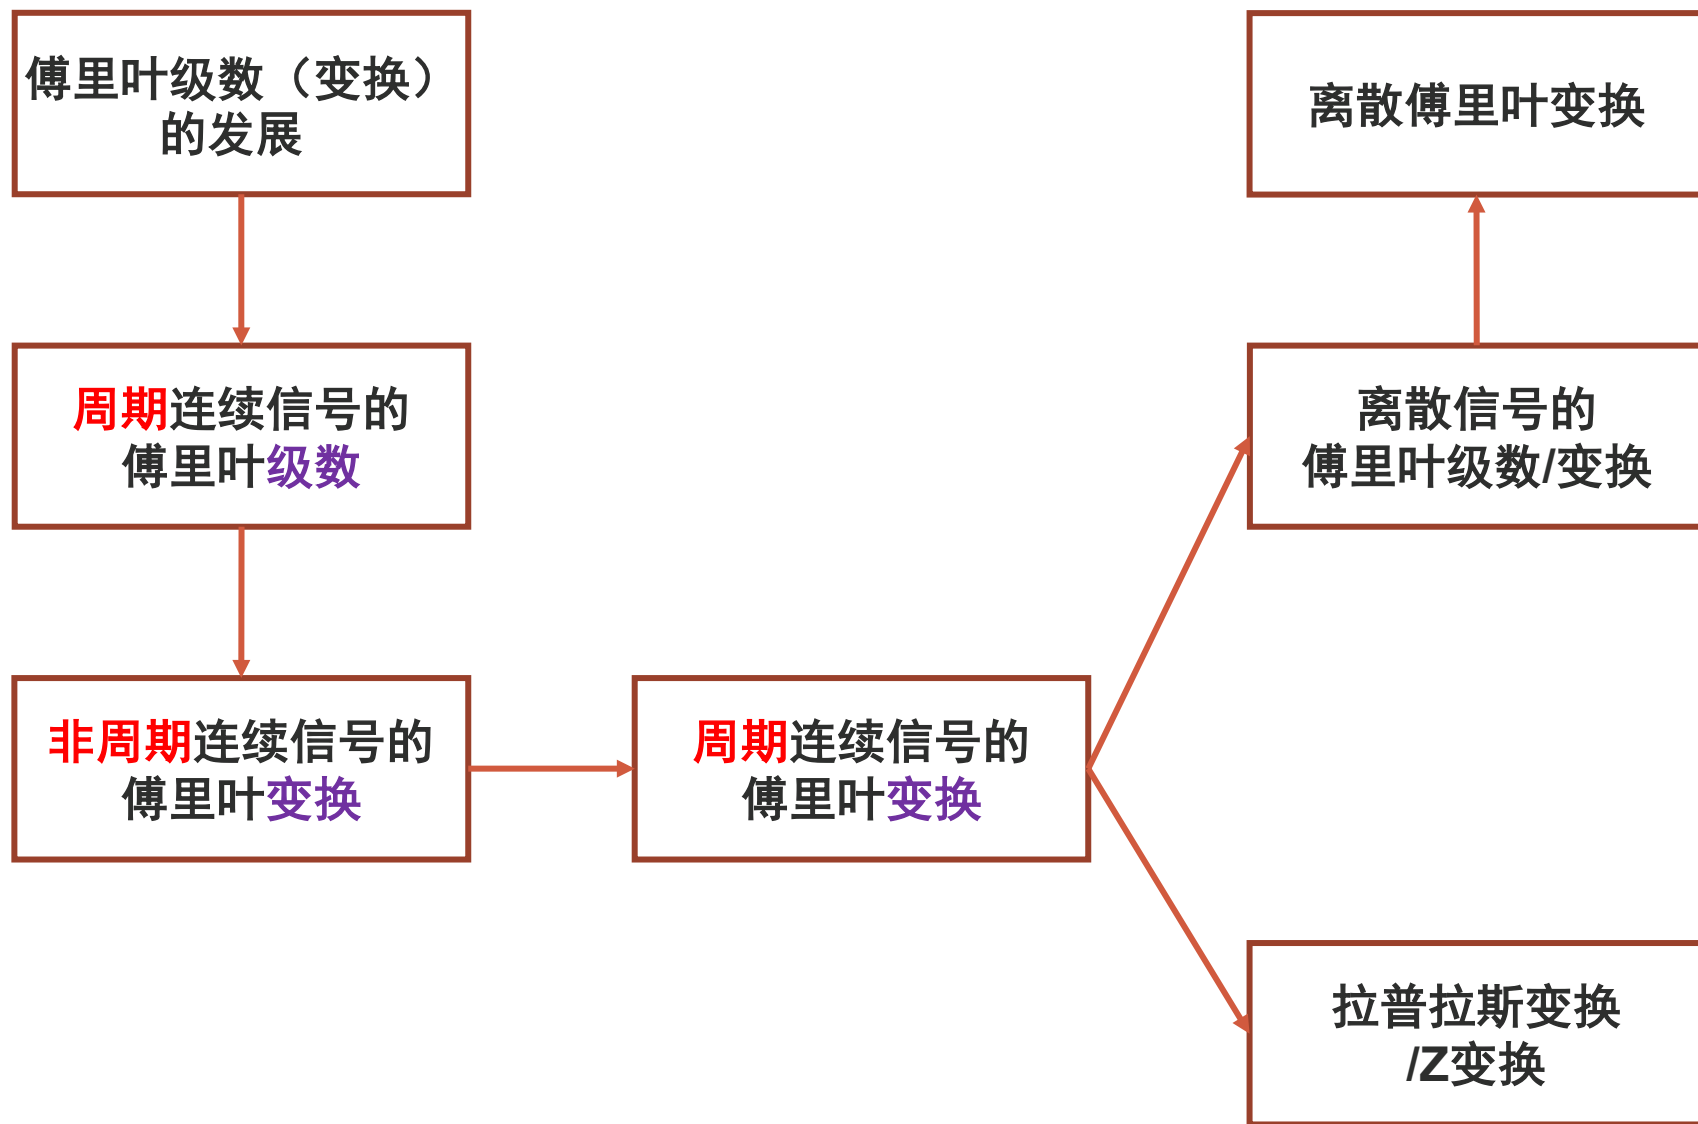 傅里叶级数（变换）
的发展
周期连续信号的
傅里叶级数
非周期连续信号的
傅里叶变换
周期连续信号的
傅里叶变换
离散傅里叶变换
离散信号的
傅里叶级数/变换
拉普拉斯变换
/Z变换